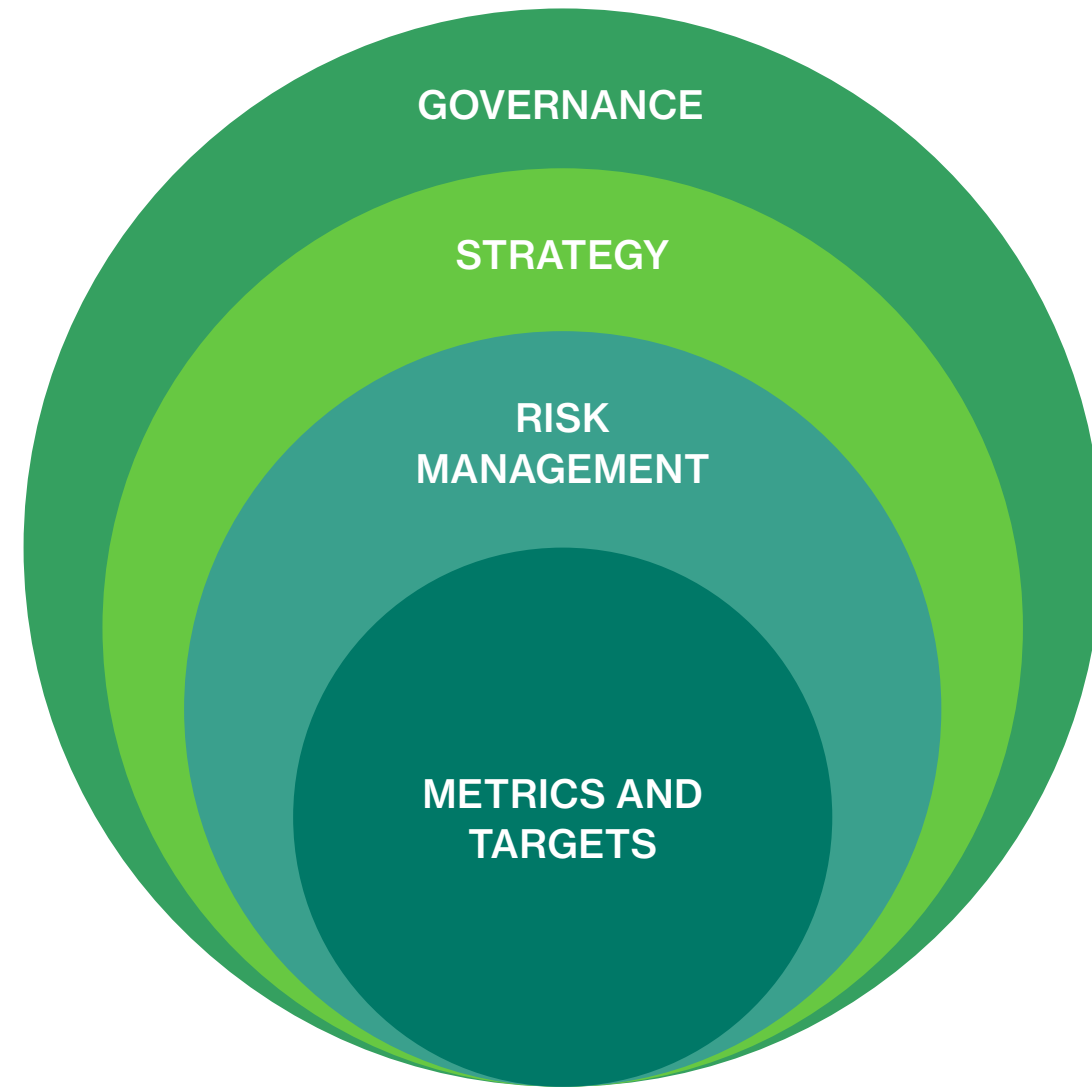 GOVERNANCE
STRATEGY
RISK
MANAGEMENT
METRICS AND
TARGETS